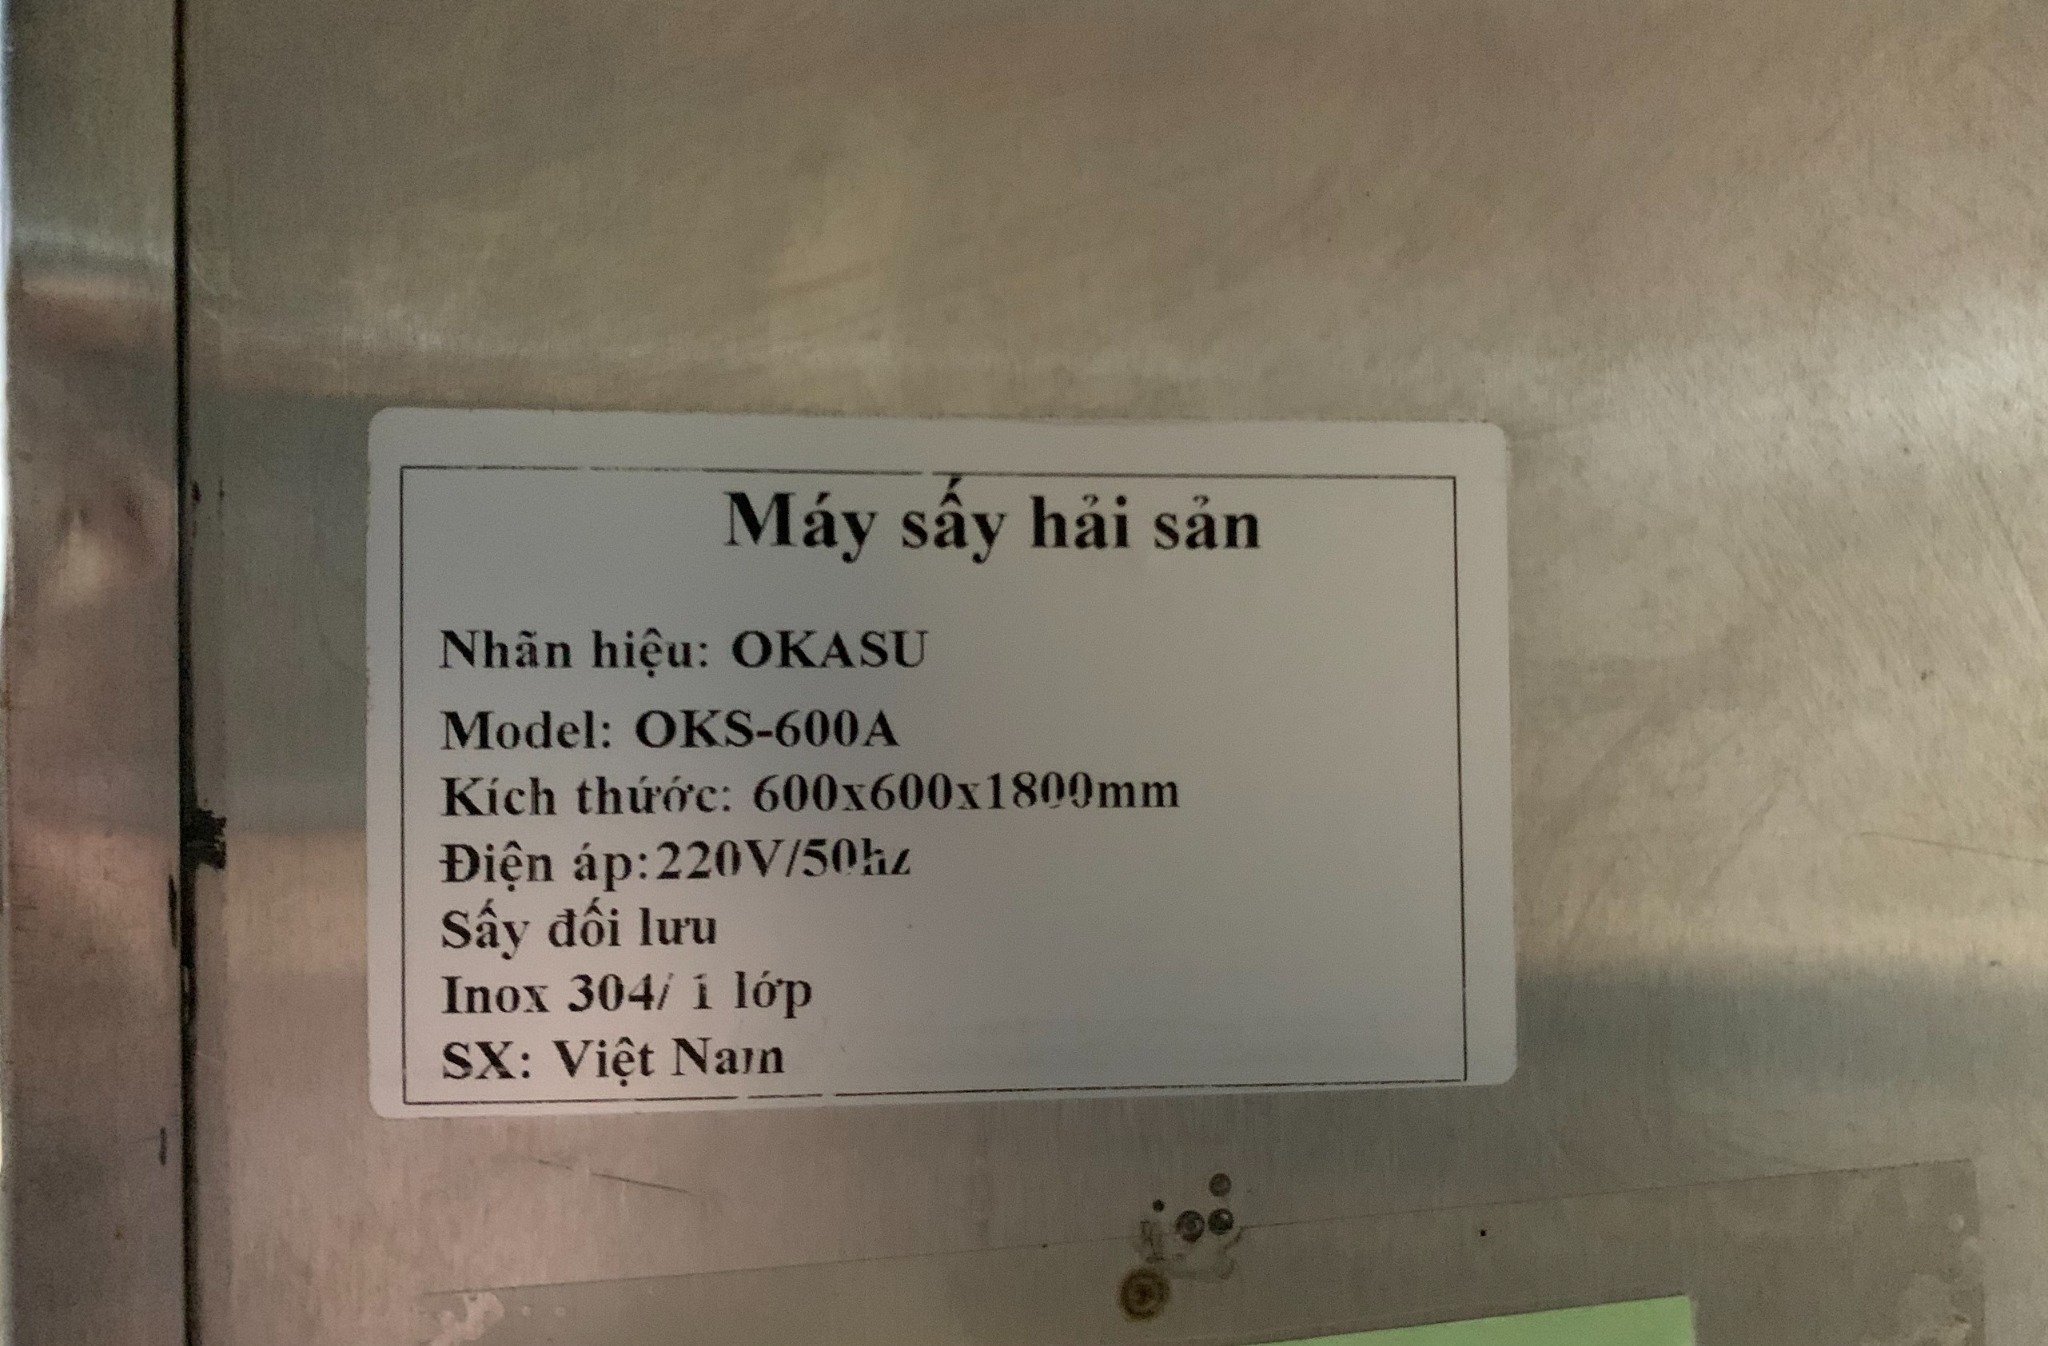 Máy sấy hải sản
Nhãn hiệu: OKASU
Model: OKS-600A
Kích thứớc: 600x600x1800mm
Điện áp:220V/50hz
Sấy đối lưu
Inox 304/ 1 lớp
SX: Việt Nam